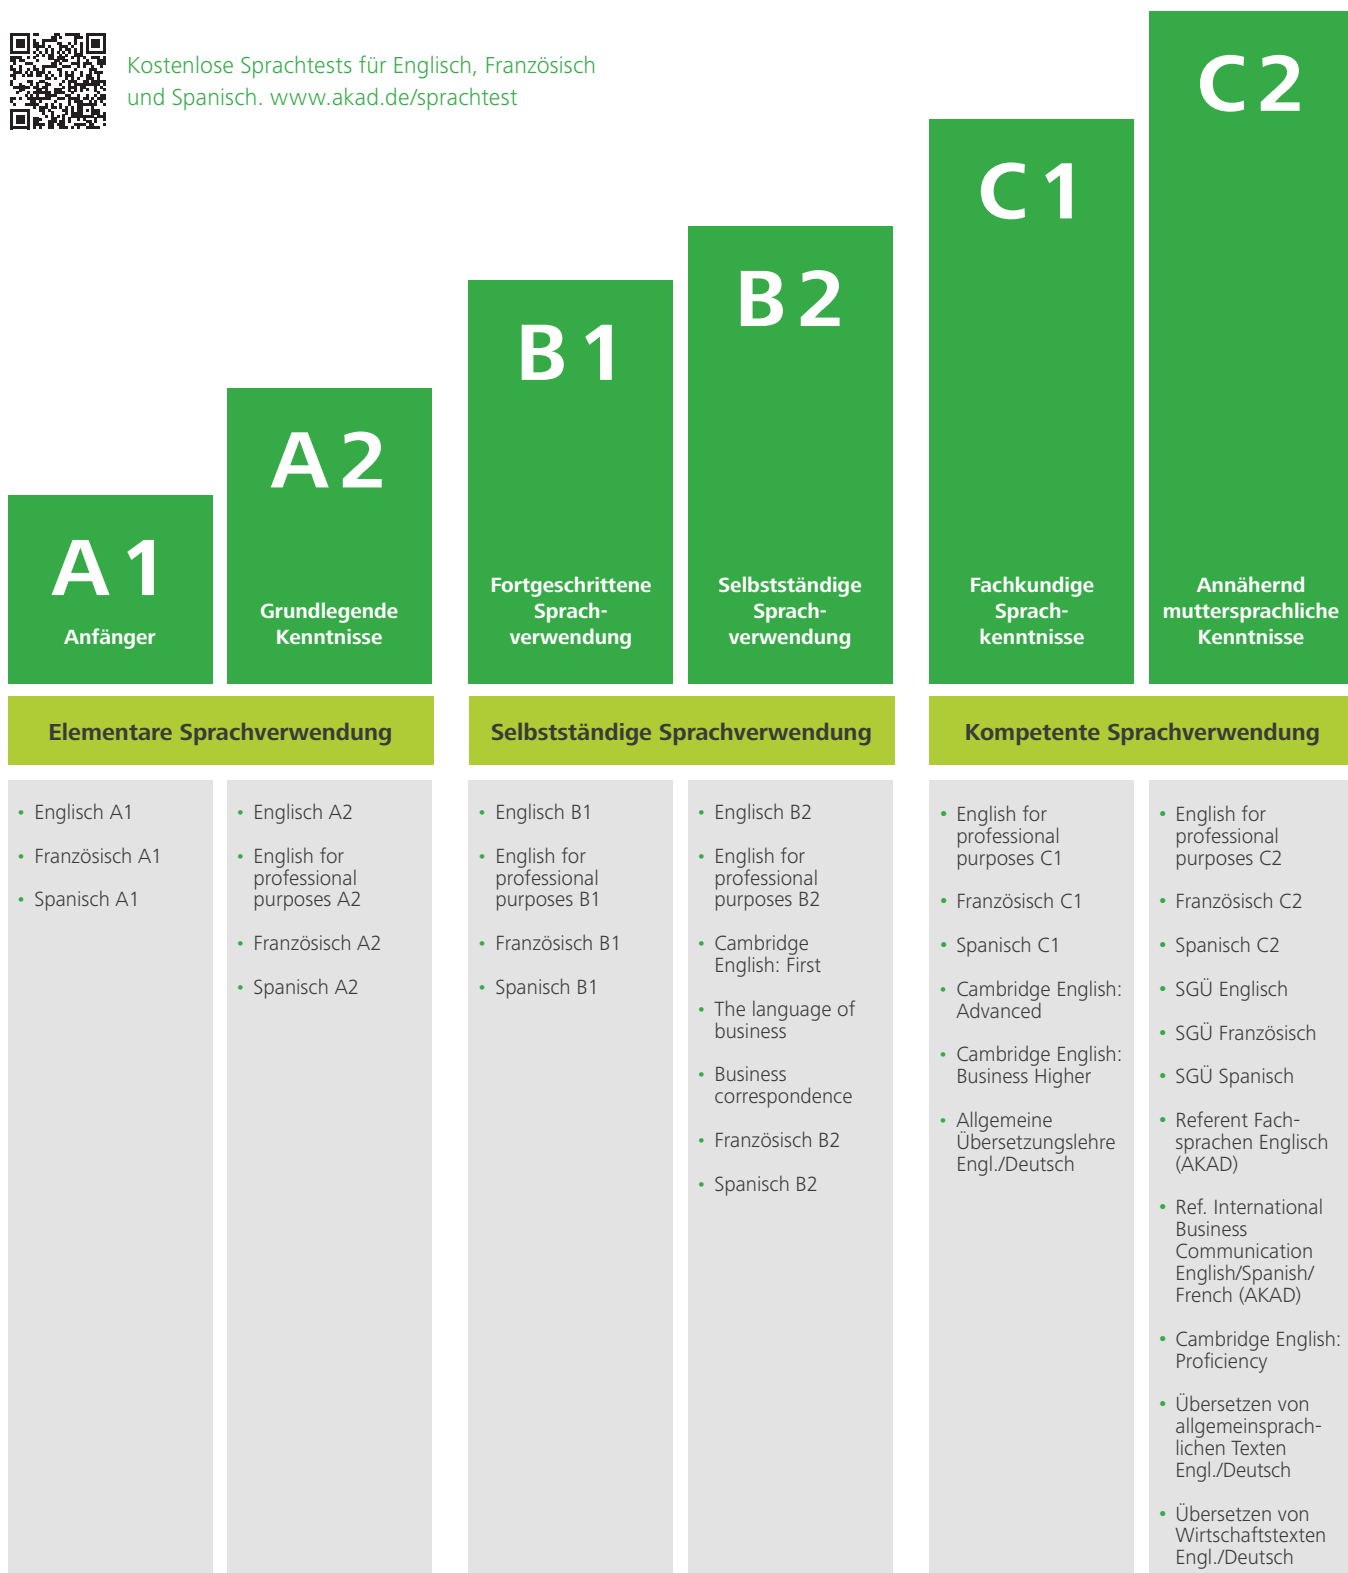 Kostenlose Sprachtests für Englisch, Französisch
und Spanisch. www.akad.de/sprachtest
A1
Anfänger
A2
Grundlegende
Kenntnisse
B1
Fortgeschrittene
Sprach-
verwendung
B2
Selbstständige
Sprach-
verwendung
C1
Fachkundige
Sprach-
kenntnisse
C2
Annähernd
muttersprachliche
Kenntnisse
Elementare Sprachverwendung
Selbstständige Sprachverwendung
Kompetente Sprachverwendung
• Englisch A1
• Französisch A1
• Spanisch A1
• Englisch A2
• English for
professional
purposes A2
• Französisch A2
• Spanisch A2
• Englisch B1
• English for
professional
purposes B1
• Französisch B1
• Spanisch B1
• Englisch B2
• English for
professional
purposes B2
• Cambridge
English: First
• The language of
business
• Business
correspondence
• Französisch B2
• Spanisch B2
• English for
professional
purposes C1
• Französisch C1
• Spanisch C1
• Cambridge English:
Advanced
• Cambridge English:
Business Higher
• Allgemeine
Übersetzungslehre
Engl./Deutsch
• English for
professional
purposes C2
• Französisch C2
• Spanisch C2
• SGÜ Englisch
• SGÜ Französisch
• SGÜ Spanisch
• Referent Fach-
sprachen Englisch
(AKAD)
• Ref. International
Business
Communication
English/Spanish/
French (AKAD)
• Cambridge English:
Proficiency
• Übersetzen von
allgemeinsprach-
lichen Texten
Engl./Deutsch
• Übersetzen von
Wirtschaftstexten
Engl./Deutsch